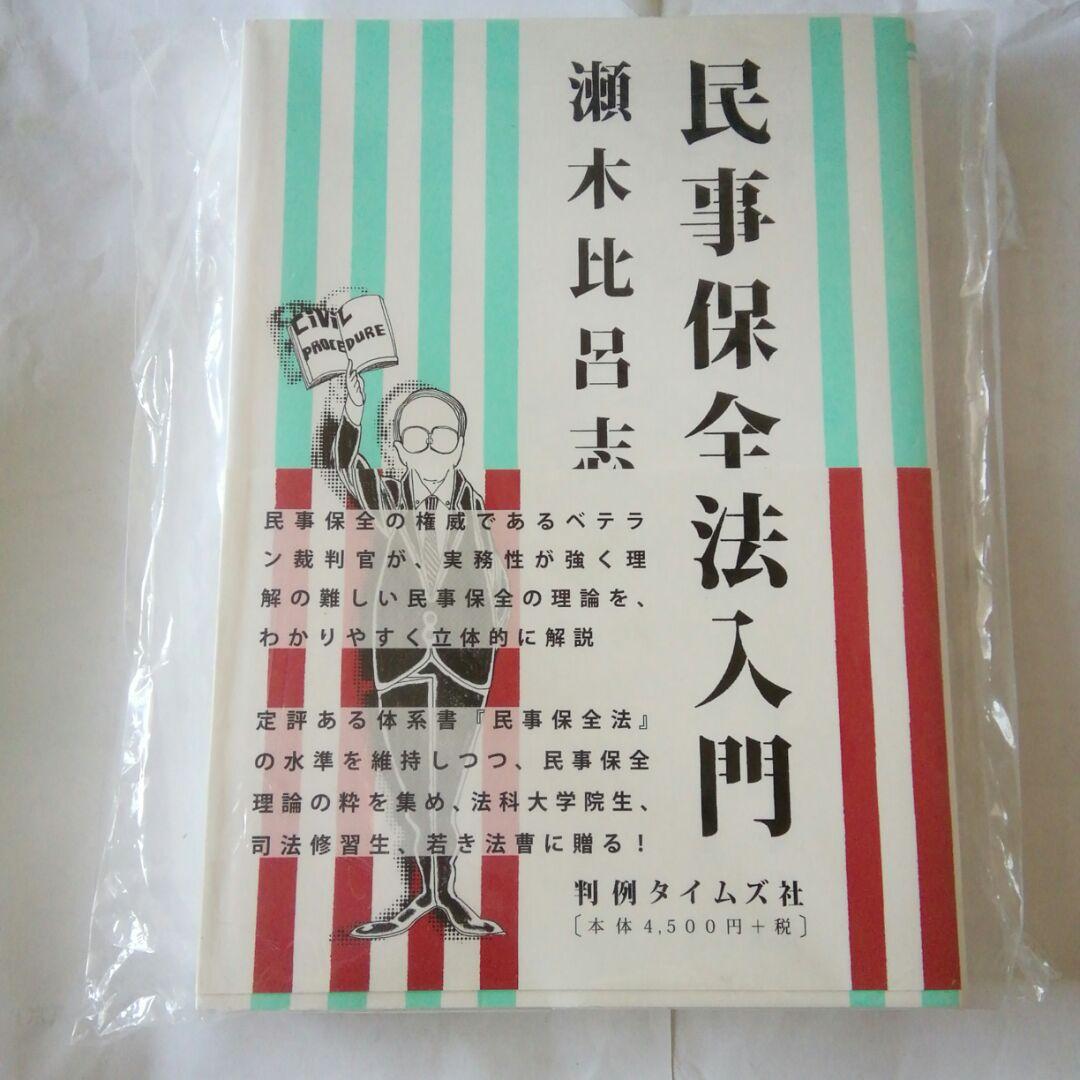 民事保全法入門
瀬木比呂志
CIVIL
PROCEDURE
民事保全の権威であるベテラ
ン裁判官が、実務性が強く理
解の難しい民事保全の理論を、
わかりやすく立体的に解説
定評ある体系書『民事保全法』
の水準を維持しつつ、民事保全
理論の粋を集め、法科大学院生、
司法修習生、若き法曹に贈る！
判例タイムズ社
〔本体4,500円＋税〕